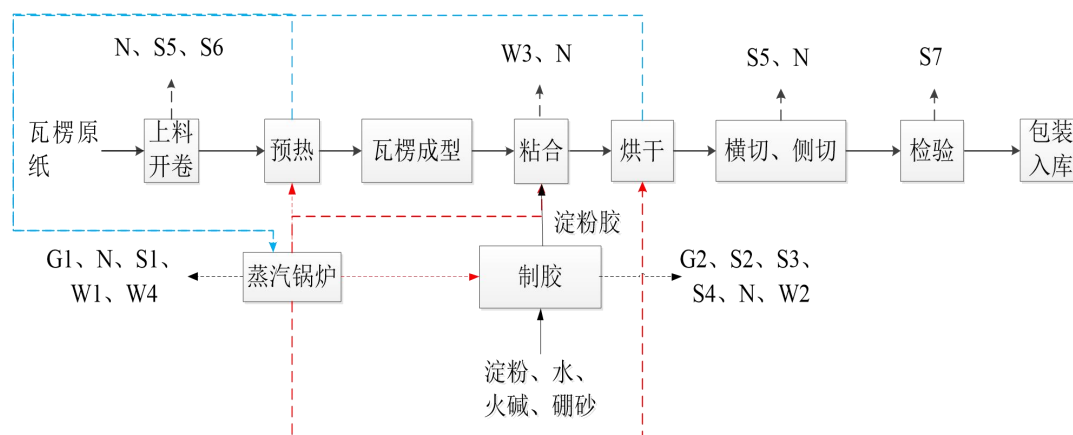 N、S5、S6
W3、N
S5、N
S7
瓦楞原
纸
上料
开卷
预热
瓦楞成型
粘合
烘干
横切、侧切
检验
包装
入库
淀粉胶
G1、N、S1、
W1、W4
蒸汽锅炉
制胶
G2、S2、S3、
S4、N、W2
淀粉、水、
火碱、硼砂